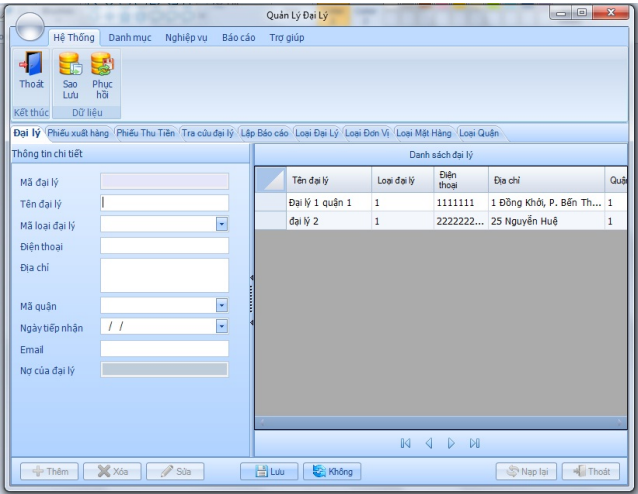 Quản Lý Đại Lý
Hệ Thống Danh mục Nghiệp vụ Báo cáo Trợ giúp
Thoát Sao Lưu Phục hồi
Kết thúc Dữ liệu
Đại lý Phiếu xuất hàng Phiếu Thu Tiền Tra cứu đại lý Lập Báo cáo Loại Đại Lý Loại Đơn Vị Loại Mặt Hàng Loại Quận
Thông tin chi tiết
Mã đại lý
Tên đại lý
Mã loại đại lý
Điện thoại
Địa chỉ
Mã quận
Ngày tiếp nhận / /
Email
Nợ của đại lý
Danh sách đại lý
Tên đại lý Loại đại lý Điện thoại Địa chỉ Quận
Đại lý 1 quận 1 1 1111111 1 Đồng Khởi, P. Bến Th... 1
đại lý 2 1 2222222... 25 Nguyễn Huệ 1
Thêm Xóa Sửa Lưu Không Nạp lại Thoát